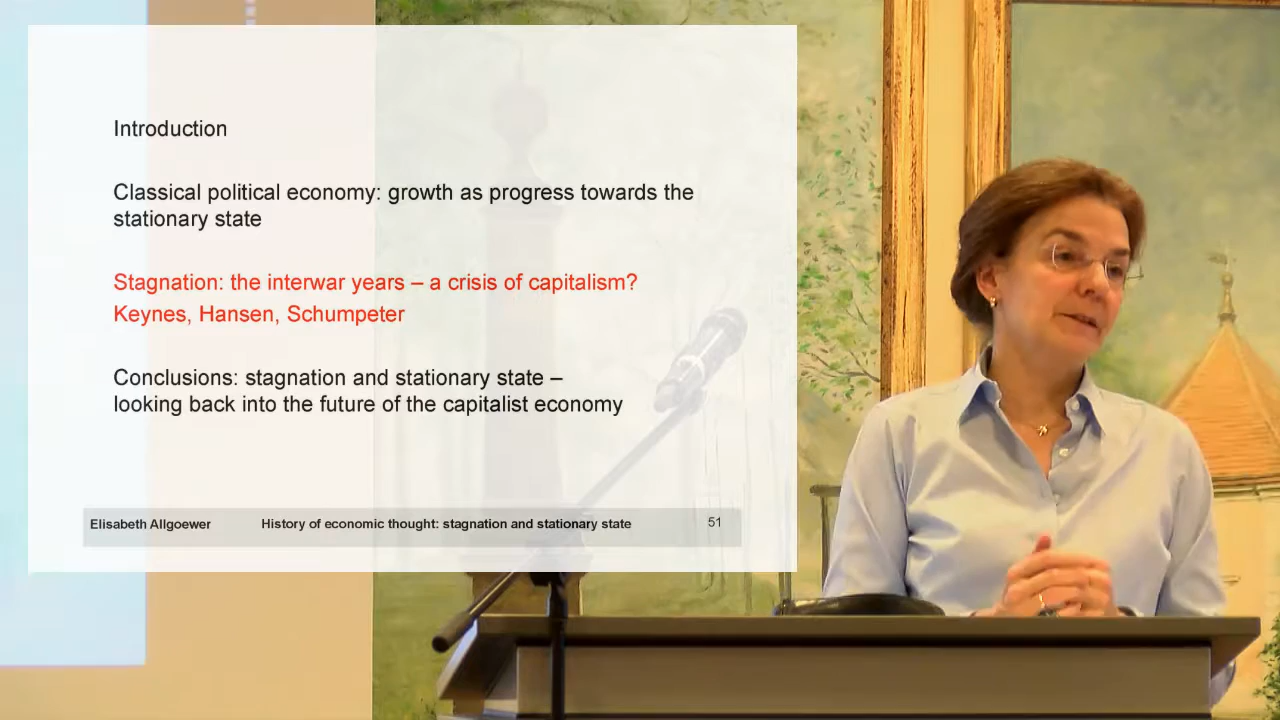 Introduction
Classical political economy: growth as progress towards the
stationary state
Stagnation: the interwar years – a crisis of capitalism?
Keynes, Hansen, Schumpeter
Conclusions: stagnation and stationary state –
looking back into the future of the capitalist economy
Elisabeth Allgoewer History of economic thought: stagnation and stationary state 51